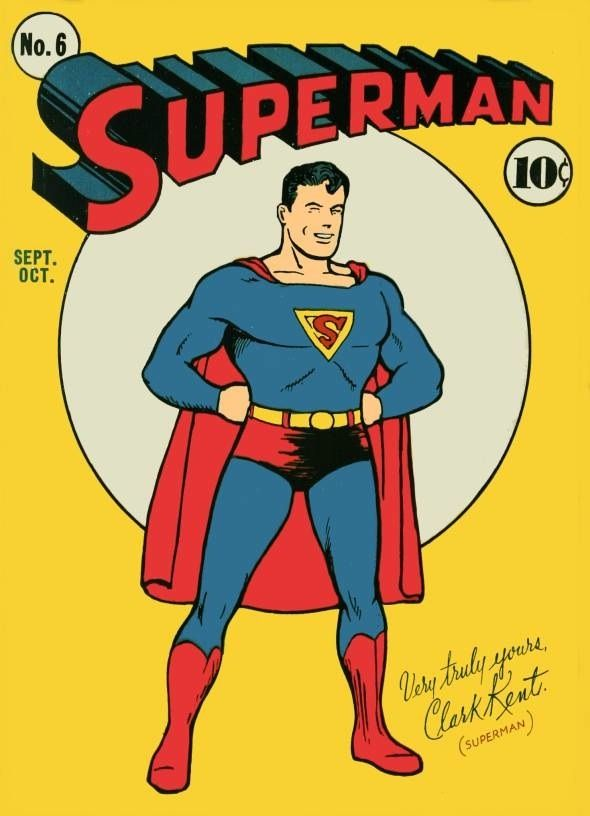 No. 6
SUPERMAN
10¢
SEPT.
OCT.
S
Very truly yours,
Clark Kent.
(SUPERMAN)